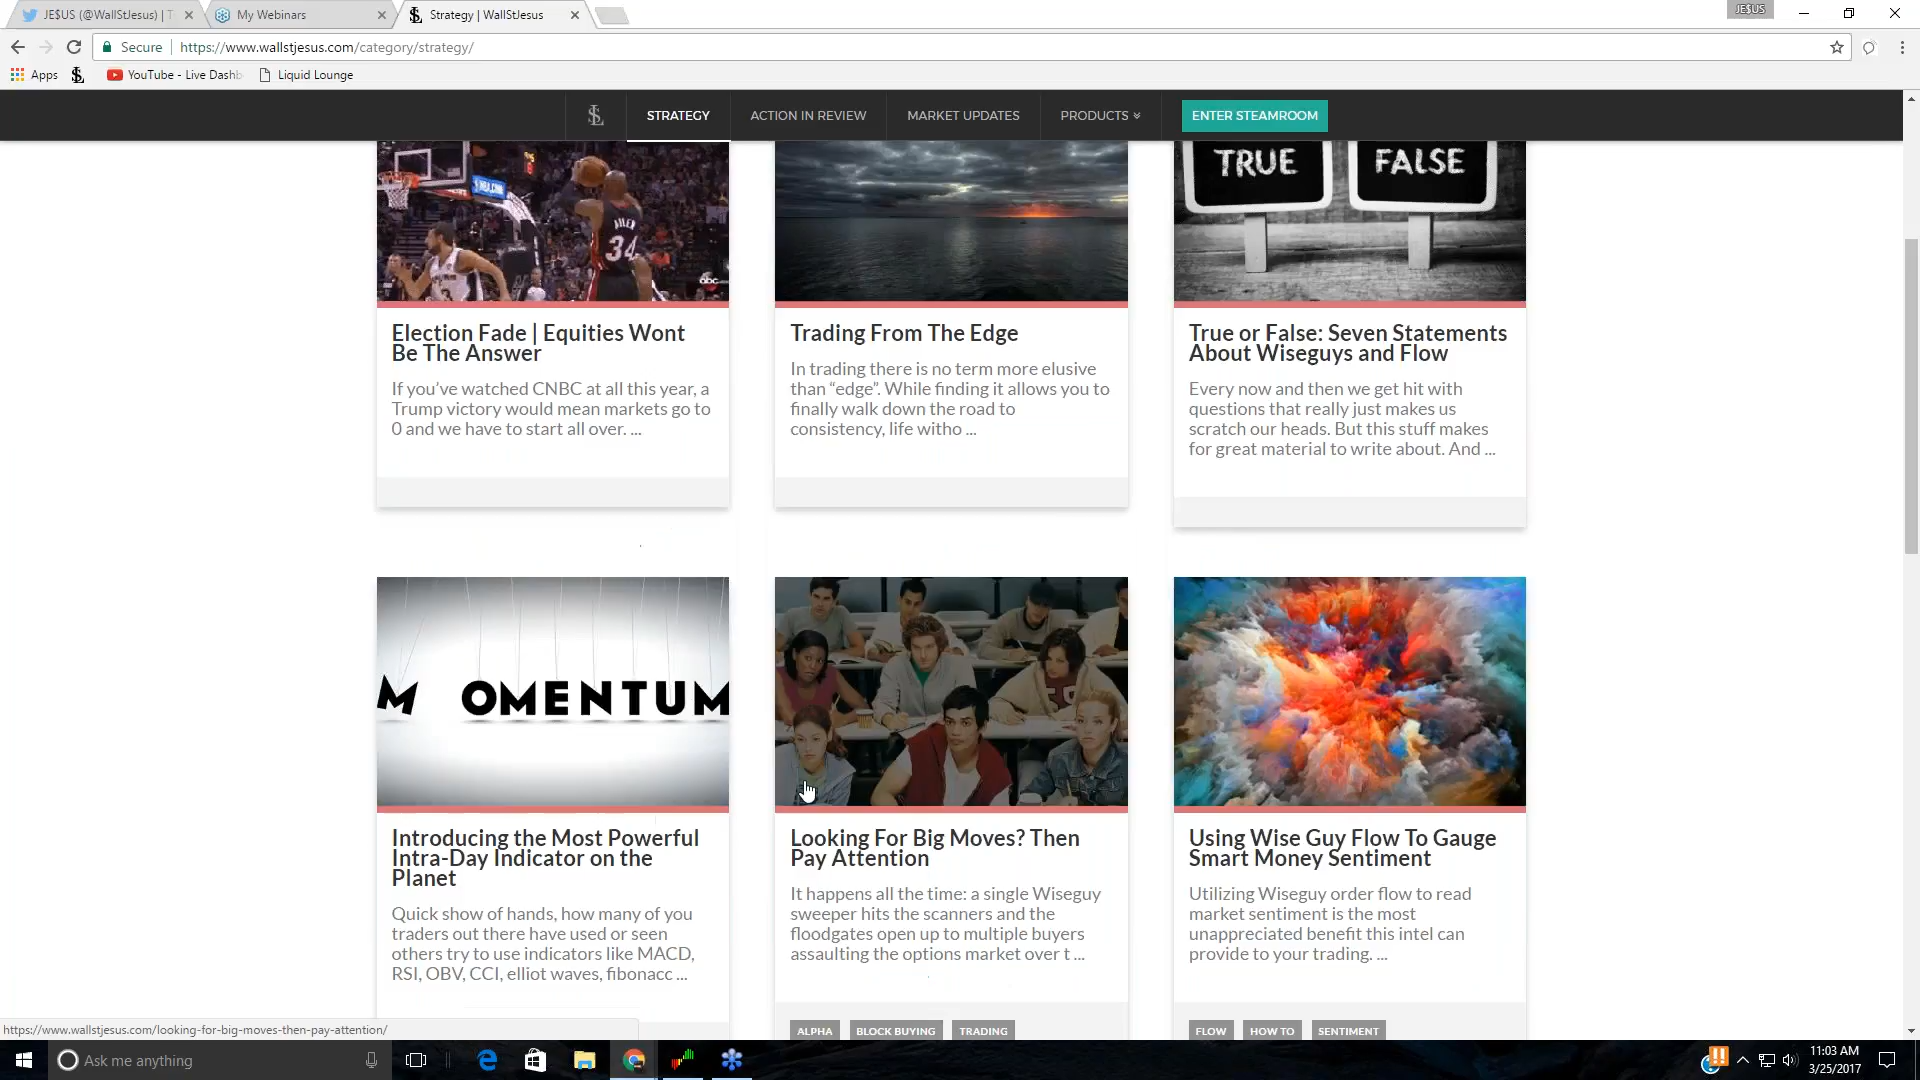 JE$US (@WallStJesus) | T
My Webinars
Strategy | WallStJesus
JE$US
Secure
https://www.wallstjesus.com/category/strategy/
Apps
YouTube - Live Dashb
Liquid Lounge
STRATEGY
ACTION IN REVIEW
MARKET UPDATES
PRODUCTS
ENTER STEAMROOM
NBA.COM
34
abc
TRUE
FALSE
Election Fade | Equities Wont
Be The Answer
If you've watched CNBC at all this year, a
Trump victory would mean markets go to
0 and we have to start all over. ...
Trading From The Edge
In trading there is no term more elusive
than “edge”. While finding it allows you to
finally walk down the road to
consistency, life witho ...
True or False: Seven Statements
About Wiseguys and Flow
Every now and then we get hit with
questions that really just makes us
scratch our heads. But this stuff makes
for great material to write about. And ...
M OMENTUM
Introducing the Most Powerful
Intra-Day Indicator on the
Planet
Quick show of hands, how many of you
traders out there have used or seen
others try to use indicators like MACD,
RSI, OBV, CCI, elliot waves, fibonacc ...
Looking For Big Moves? Then
Pay Attention
It happens all the time: a single Wiseguy
sweeper hits the scanners and the
floodgates open up to multiple buyers
assaulting the options market over t ...
ALPHA
BLOCK BUYING
TRADING
Using Wise Guy Flow To Gauge
Smart Money Sentiment
Utilizing Wiseguy order flow to read
market sentiment is the most
unappreciated benefit this intel can
provide to your trading. ...
FLOW
HOW TO
SENTIMENT
https://www.wallstjesus.com/looking-for-big-moves-then-pay-attention/
Ask me anything
11:03 AM
3/25/2017